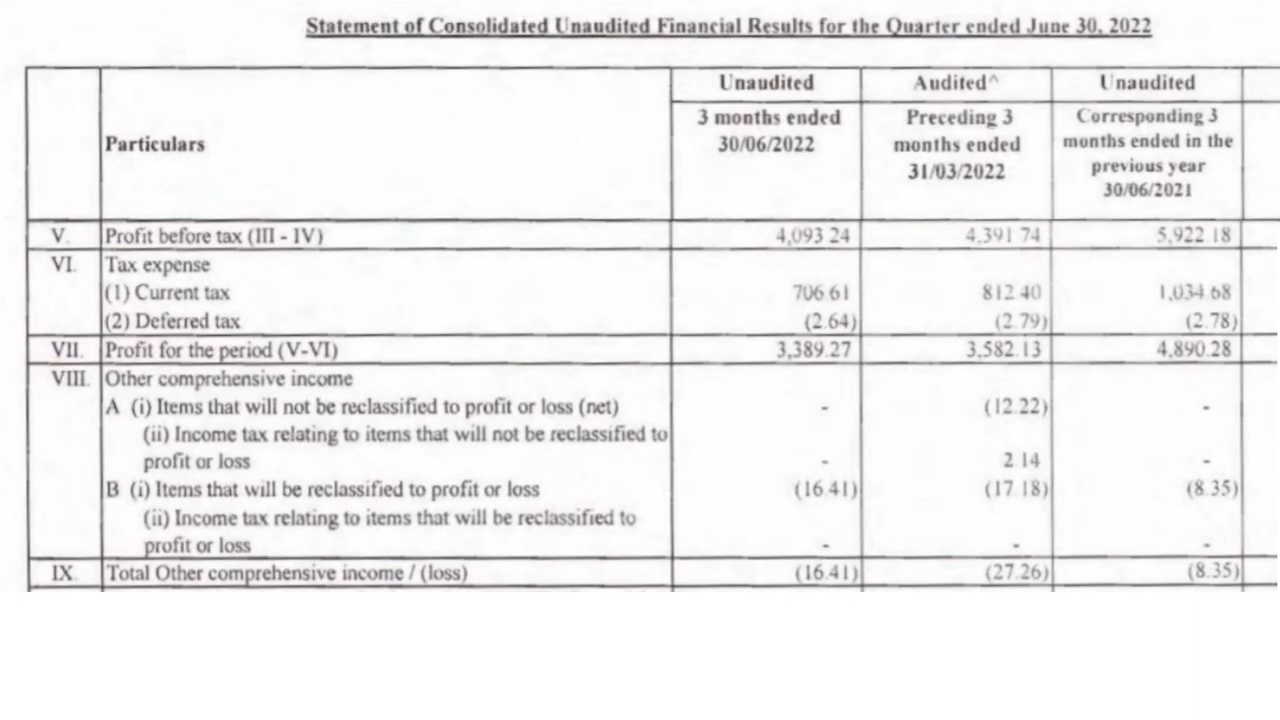 Statement of Consolidated Unaudited Financial Results for the Quarter ended June 30, 2022
Unaudited Audited^ Unaudited
Particulars 3 months ended 30/06/2022 Preceding 3 months ended 31/03/2022 Corresponding 3 months ended in the previous year 30/06/2021
V. Profit before tax (III - IV) 4,093.24 4,391.74 5,922.18
VI. Tax expense
(1) Current tax 706.61 812.40 1,034.68
(2) Deferred tax (2.64) (2.79) (2.78)
VII. Profit for the period (V-VI) 3,389.27 3,582.13 4,890.28
VIII. Other comprehensive income
A (i) Items that will not be reclassified to profit or loss (net) - (12.22) -
(ii) Income tax relating to items that will not be reclassified to
profit or loss - 2.14 -
B (i) Items that will be reclassified to profit or loss (16.41) (17.18) (8.35)
(ii) Income tax relating to items that will be reclassified to
profit or loss - - -
IX. Total Other comprehensive income / (loss) (16.41) (27.26) (8.35)